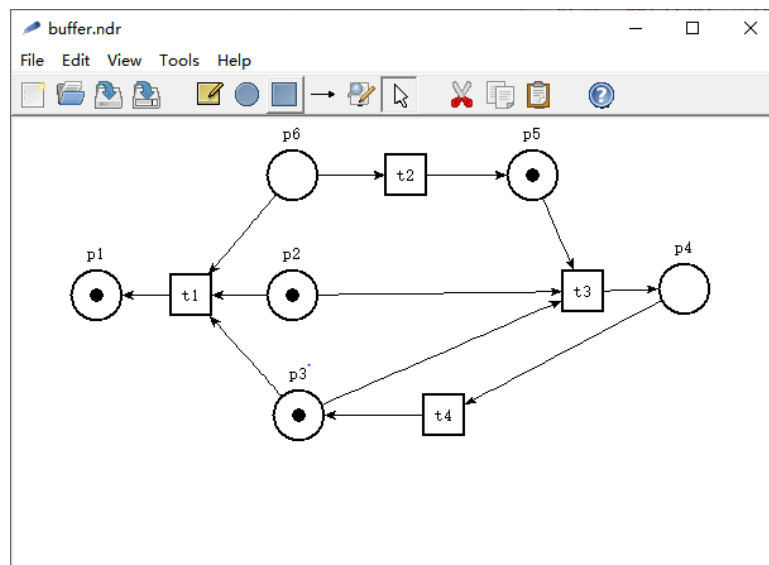 buffer.ndr
File Edit View Tools Help
p6
p5
t2
p1
p2
p4
t1
t3
p3
t4